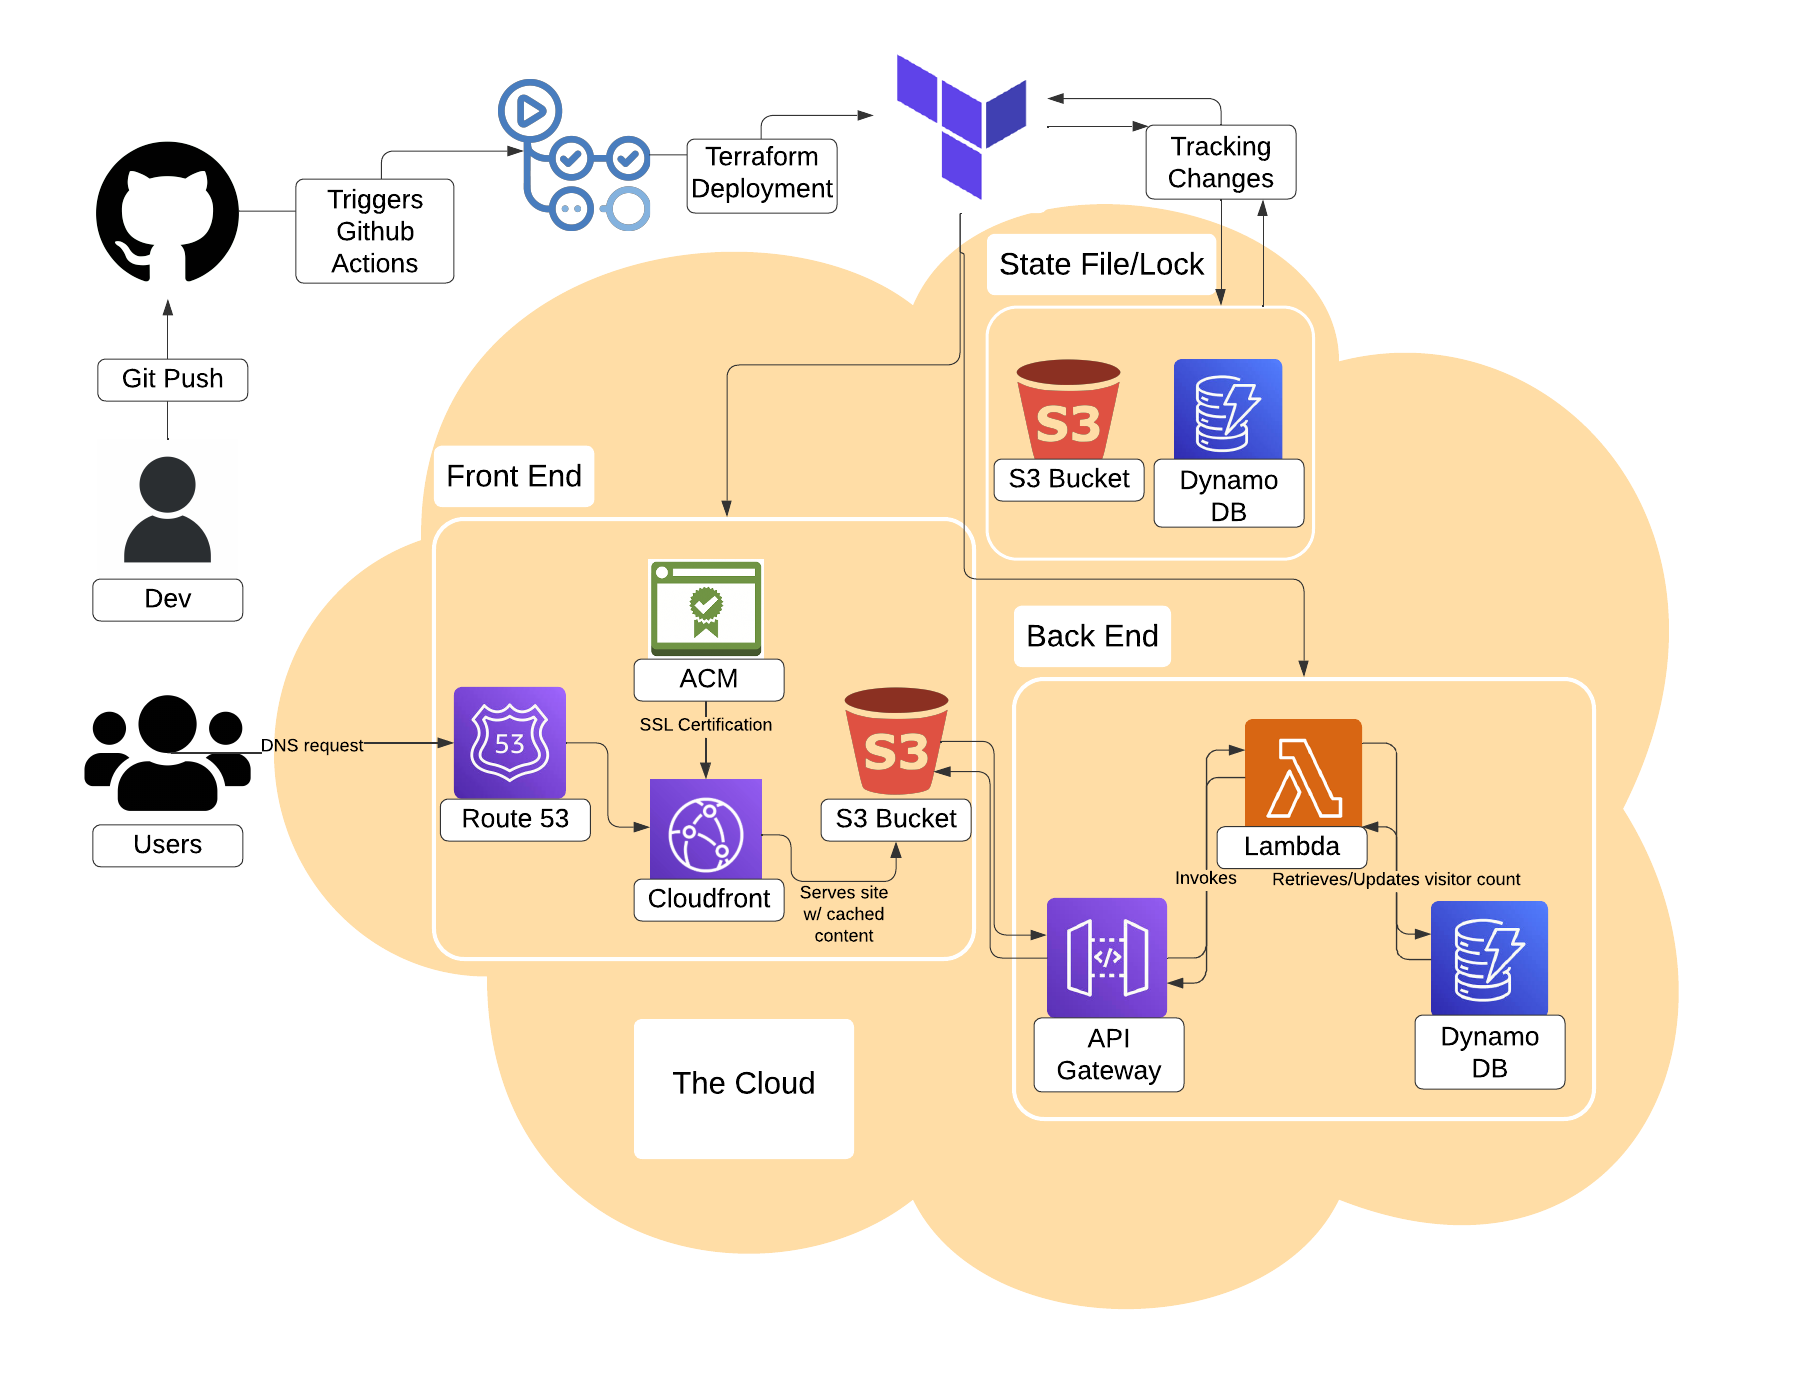 Triggers
Github
Actions
Terraform
Deployment
Tracking
Changes
State File/Lock
Git Push
S3
S3 Bucket
Dynamo
DB
Front End
Dev
Back End
ACM
SSL Certification
53
Route 53
DNS request
S3
S3 Bucket
Users
Cloudfront
Serves site
w/ cached
content
Lambda
Invokes
Retrieves/Updates visitor count
</>
API
Gateway
Dynamo
DB
The Cloud